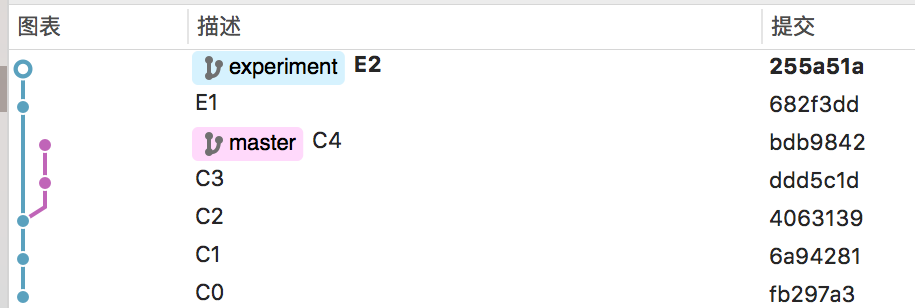 图表 描述 提交
experiment E2 255a51a
E1 682f3dd
master C4 bdb9842
C3 ddd5c1d
C2 4063139
C1 6a94281
C0 fb297a3